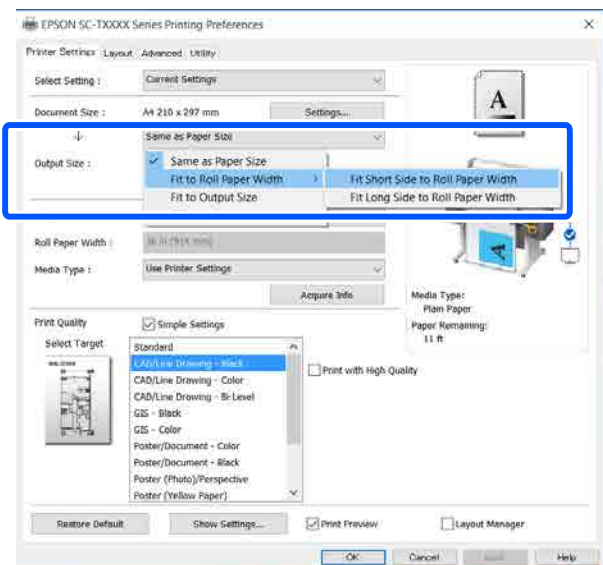 EPSON SC-TXXXX Series Printing Preferences
Printer Settings Layout Advanced Utility
Select Setting : Current Settings
Document Size : A4 210 x 297 mm Settings...
Same as Paper Size
Output Size :
Same as Paper Size
Fit to Roll Paper Width
Fit to Output Size
Fit Short Side to Roll Paper Width
Fit Long Side to Roll Paper Width
A
Roll Paper Width :
Media Type : Use Printer Settings
Acquire Info
Media Type:
Plain Paper
Paper Remaining:
11 ft
Print Quality Simple Settings
Select Target
Standard
CAD/Line Drawing - Black
CAD/Line Drawing - Color
CAD/Line Drawing - Bi-Level
GIS - Black
GIS - Color
Poster/Document - Color
Poster/Document - Black
Poster (Photo)/Perspective
Poster (Yellow Paper)
Print with High Quality
Restore Default Show Settings... Print Preview Layout Manager
OK Cancel Help